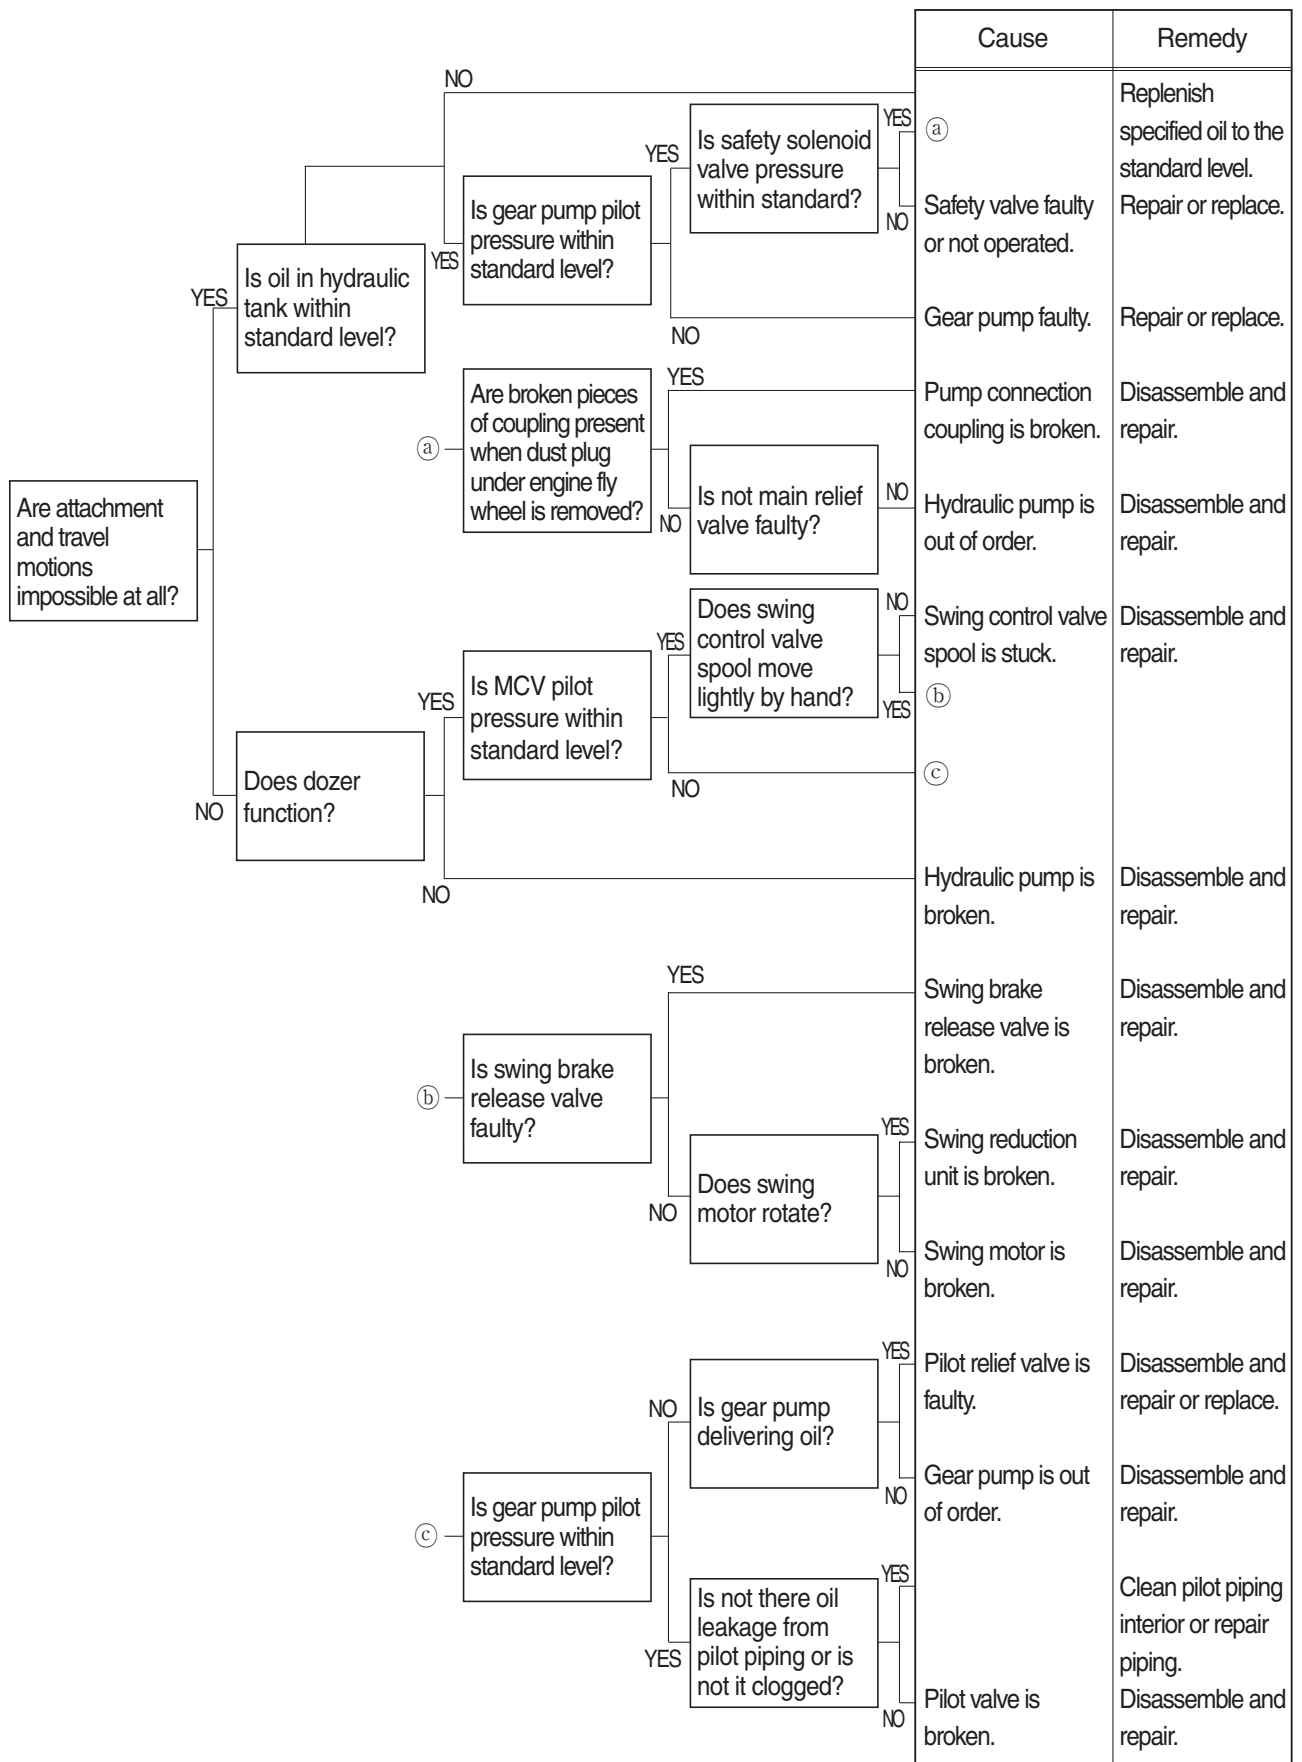 Cause
Remedy
NO
Replenish
specified oil to the
standard level.
YES
ⓐ
Is safety solenoid
valve pressure
within standard?
YES
NO
Safety valve faulty
or not operated.
Repair or replace.
Is gear pump pilot
pressure within
standard level?
YES
Is oil in hydraulic
tank within
standard level?
YES
NO
Gear pump faulty.
Repair or replace.
YES
Pump connection
coupling is broken.
Disassemble and
repair.
ⓐ
Are broken pieces
of coupling present
when dust plug
under engine fly
wheel is removed?
NO
Is not main relief
valve faulty?
NO
Hydraulic pump is
out of order.
Disassemble and
repair.
Are attachment
and travel
motions
impossible at all?
Does swing
control valve
spool move
lightly by hand?
NO
Swing control valve
spool is stuck.
Disassemble and
repair.
YES
YES
ⓑ
YES
Is MCV pilot
pressure within
standard level?
NO
ⓒ
NO
Does dozer
function?
NO
Hydraulic pump is
broken.
Disassemble and
repair.
YES
Swing brake
release valve is
broken.
Disassemble and
repair.
ⓑ
Is swing brake
release valve
faulty?
NO
Does swing
motor rotate?
YES
Swing reduction
unit is broken.
Disassemble and
repair.
NO
Swing motor is
broken.
Disassemble and
repair.
YES
Pilot relief valve is
faulty.
Disassemble and
repair or replace.
NO
Is gear pump
delivering oil?
NO
Gear pump is out
of order.
Disassemble and
repair.
ⓒ
Is gear pump pilot
pressure within
standard level?
YES
Is not there oil
leakage from
pilot piping or is
not it clogged?
YES
Clean pilot piping
interior or repair
piping.
NO
Pilot valve is
broken.
Disassemble and
repair.